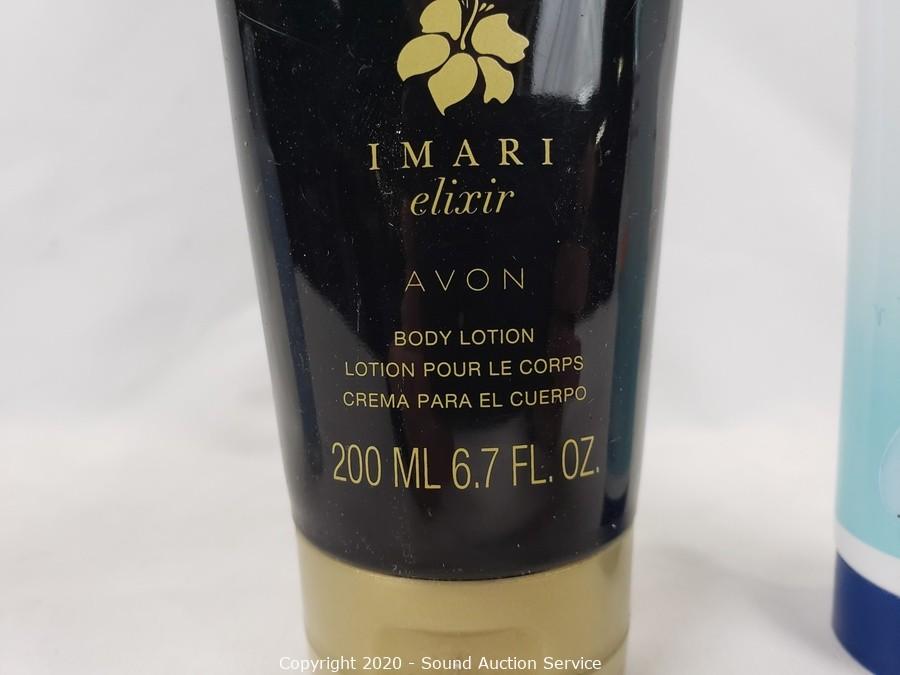 IMARI
elixir
AVON
BODY LOTION
LOTION POUR LE CORPS
CREMA PARA EL CUERPO
200 ML 6.7 FL. OZ.
Copyright 2020 - Sound Auction Service